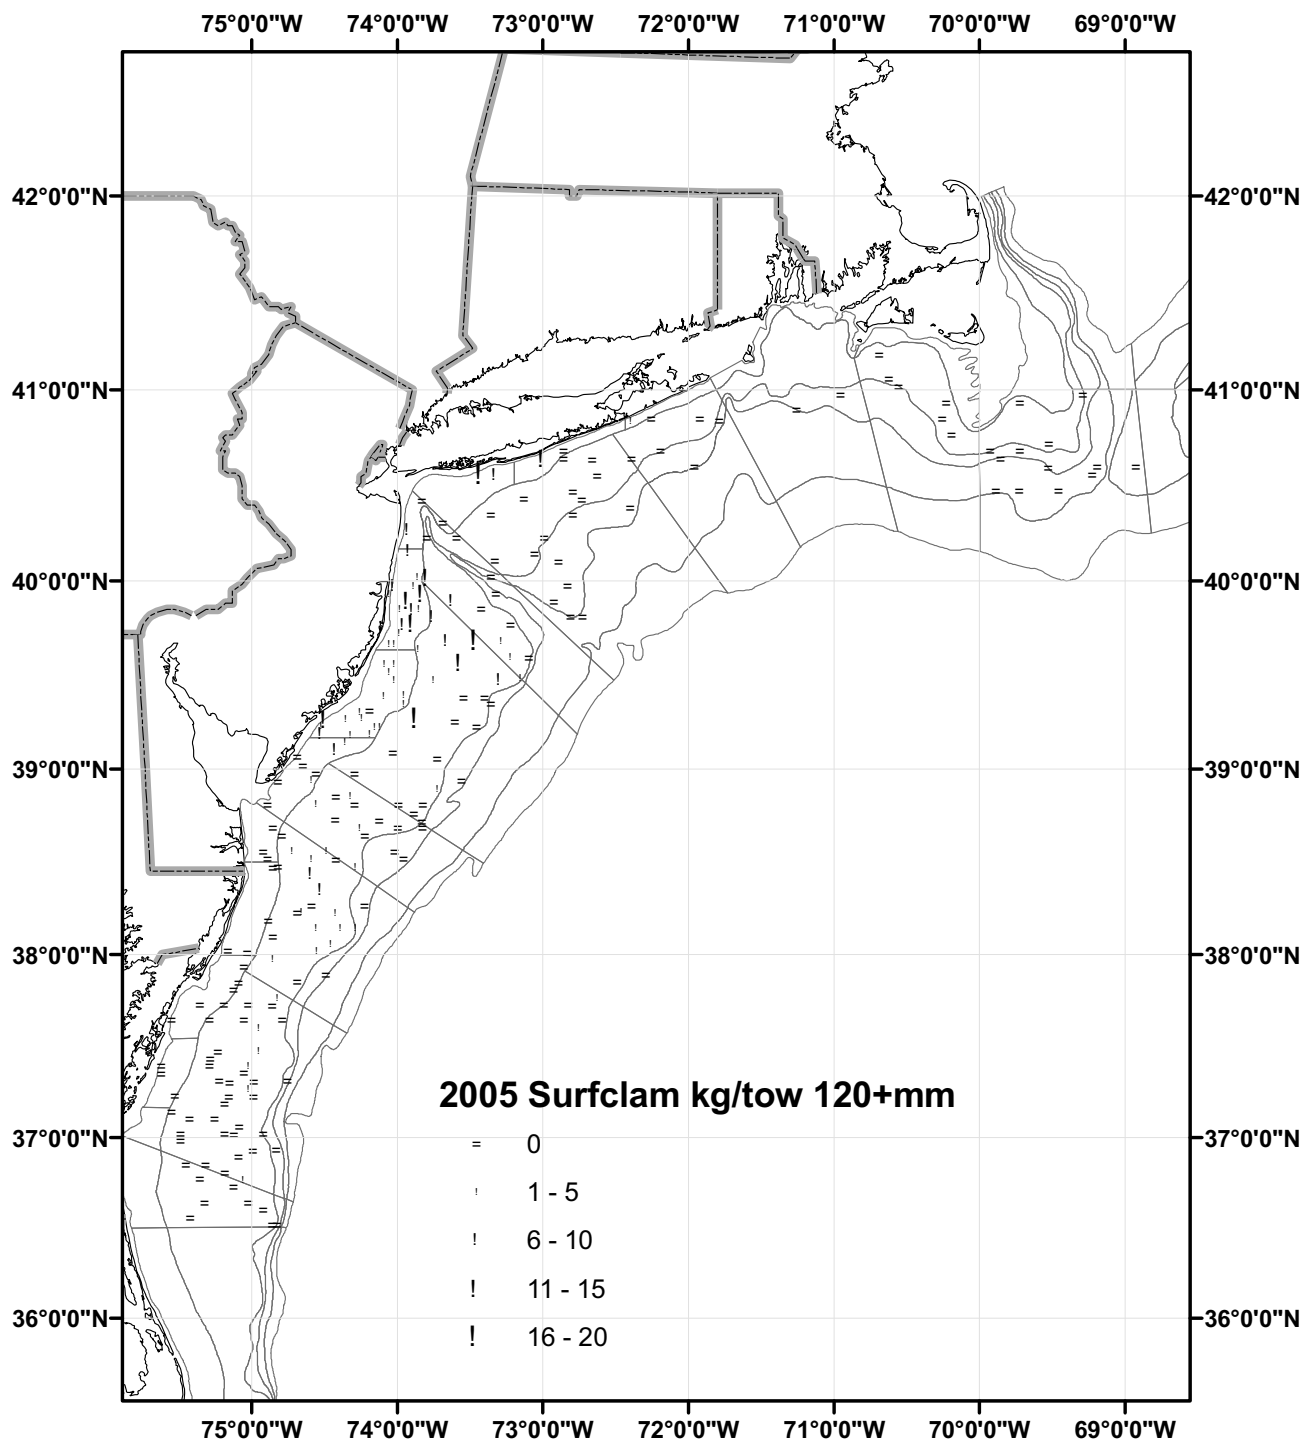 75°0'0"W 74°0'0"W 73°0'0"W 72°0'0"W 71°0'0"W 70°0'0"W 69°0'0"W
42°0'0"N 42°0'0"N
41°0'0"N 41°0'0"N
40°0'0"N 40°0'0"N
39°0'0"N 39°0'0"N
38°0'0"N 38°0'0"N
2005 Surfclam kg/tow 120+mm
37°0'0"N = 0 37°0'0"N
! 1 - 5
! 6 - 10
! 11 - 15
36°0'0"N 36°0'0"N
! 16 - 20
75°0'0"W 74°0'0"W 73°0'0"W 72°0'0"W 71°0'0"W 70°0'0"W 69°0'0"W